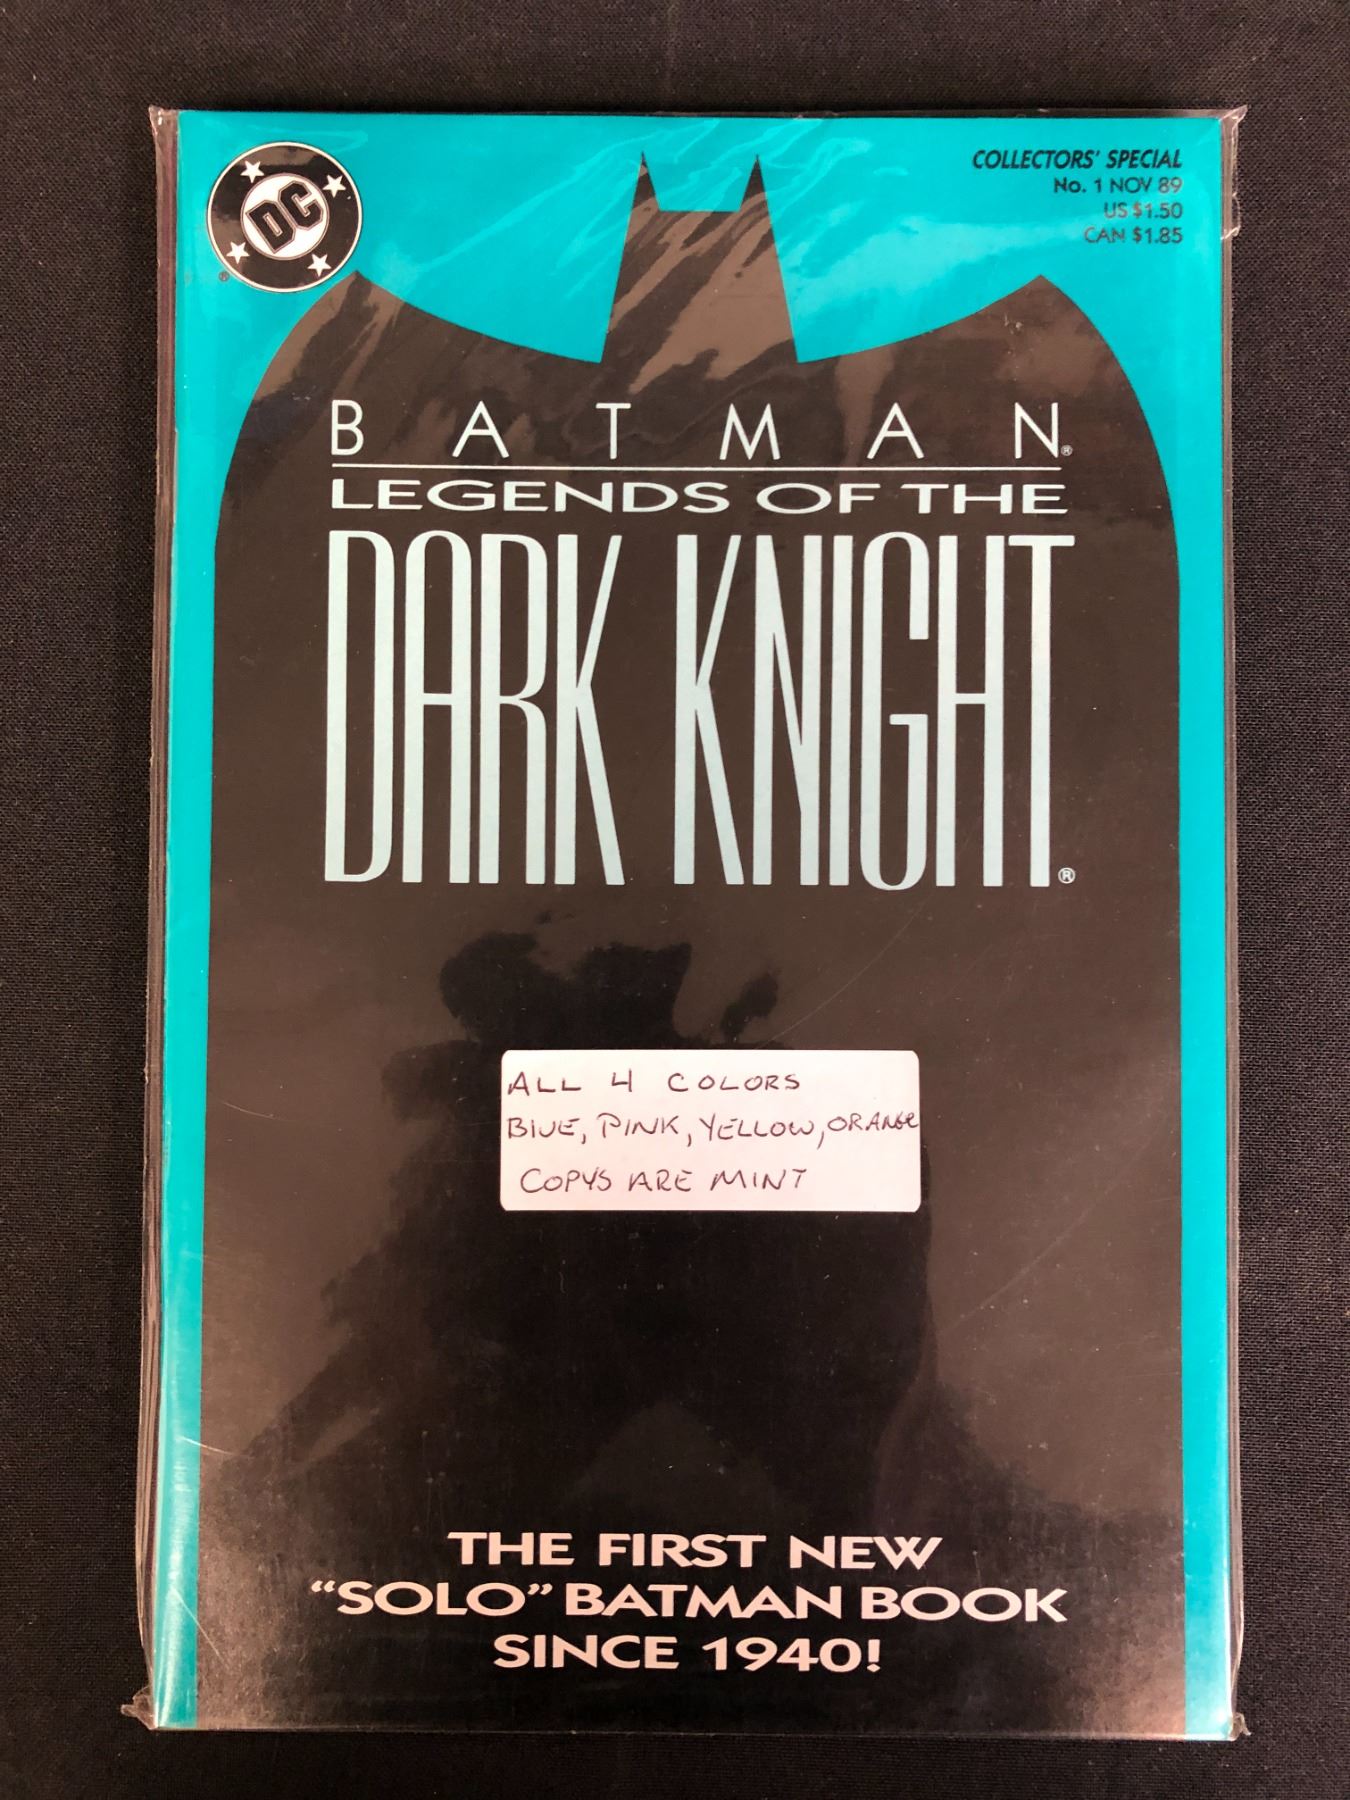 DC
®
COLLECTORS' SPECIAL
No. 1 NOV 89
US $1.50
CAN $1.85
BATMAN®
LEGENDS OF THE
DARK KNIGHT®
ALL 4 COLORS
BLUE, PINK, YELLOW, ORANGE
COPYS ARE MINT
THE FIRST NEW
“SOLO” BATMAN BOOK
SINCE 1940!